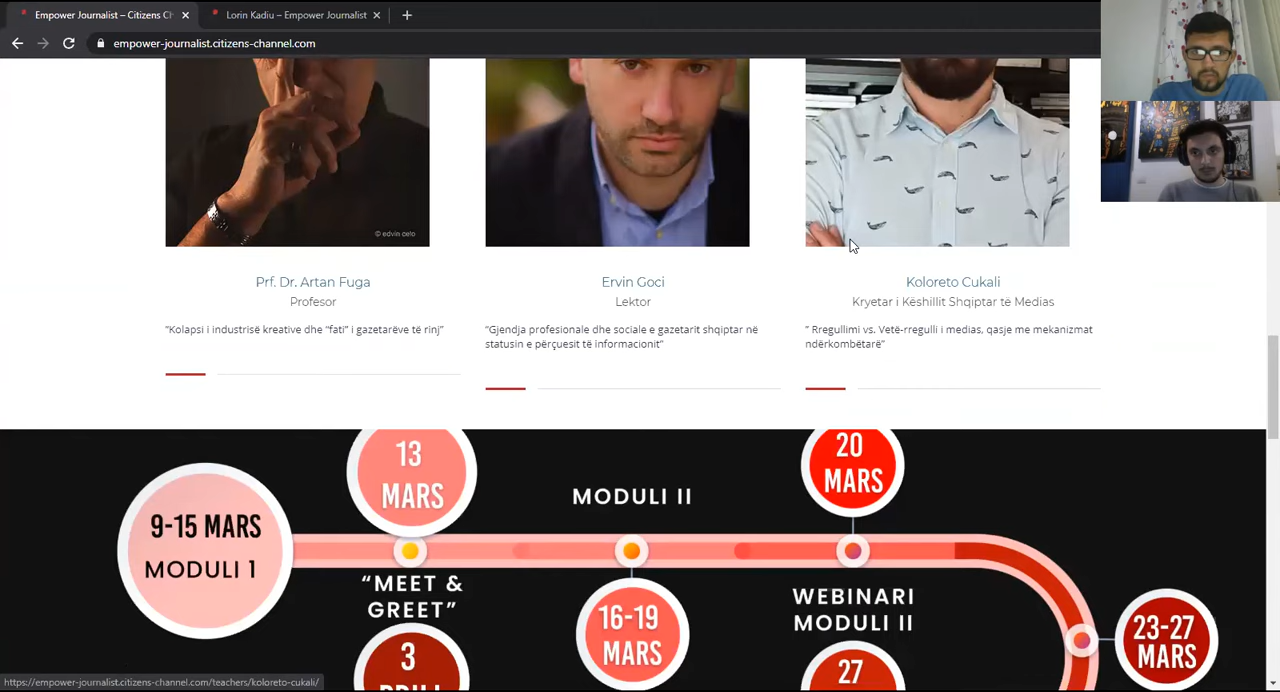 Empower Journalist – Citizens Ch
Lorin Kadiu – Empower Journalist
empower-journalist.citizens-channel.com
© edvin celo
Prf. Dr. Artan Fuga
Profesor
"Kolapsi i industrisë kreative dhe "fati" i gazetarëve të rinj"
Ervin Goci
Lektor
"Gjendja profesionale dhe sociale e gazetarit shqiptar në
statusin e përçuesit të informacionit"
Koloreto Cukali
Kryetar i Këshillit Shqiptar të Medias
" Rregullimi vs. Vetë-rregulli i medias, qasje me mekanizmat
ndërkombëtarë"
9-15 MARS
MODULI 1
13
MARS
"MEET &
GREET"
3
MODULI II
16-19
MARS
20
MARS
WEBINARI
MODULI II
27
23-27
MARS
https://empower-journalist.citizens-channel.com/teachers/koloreto-cukali/